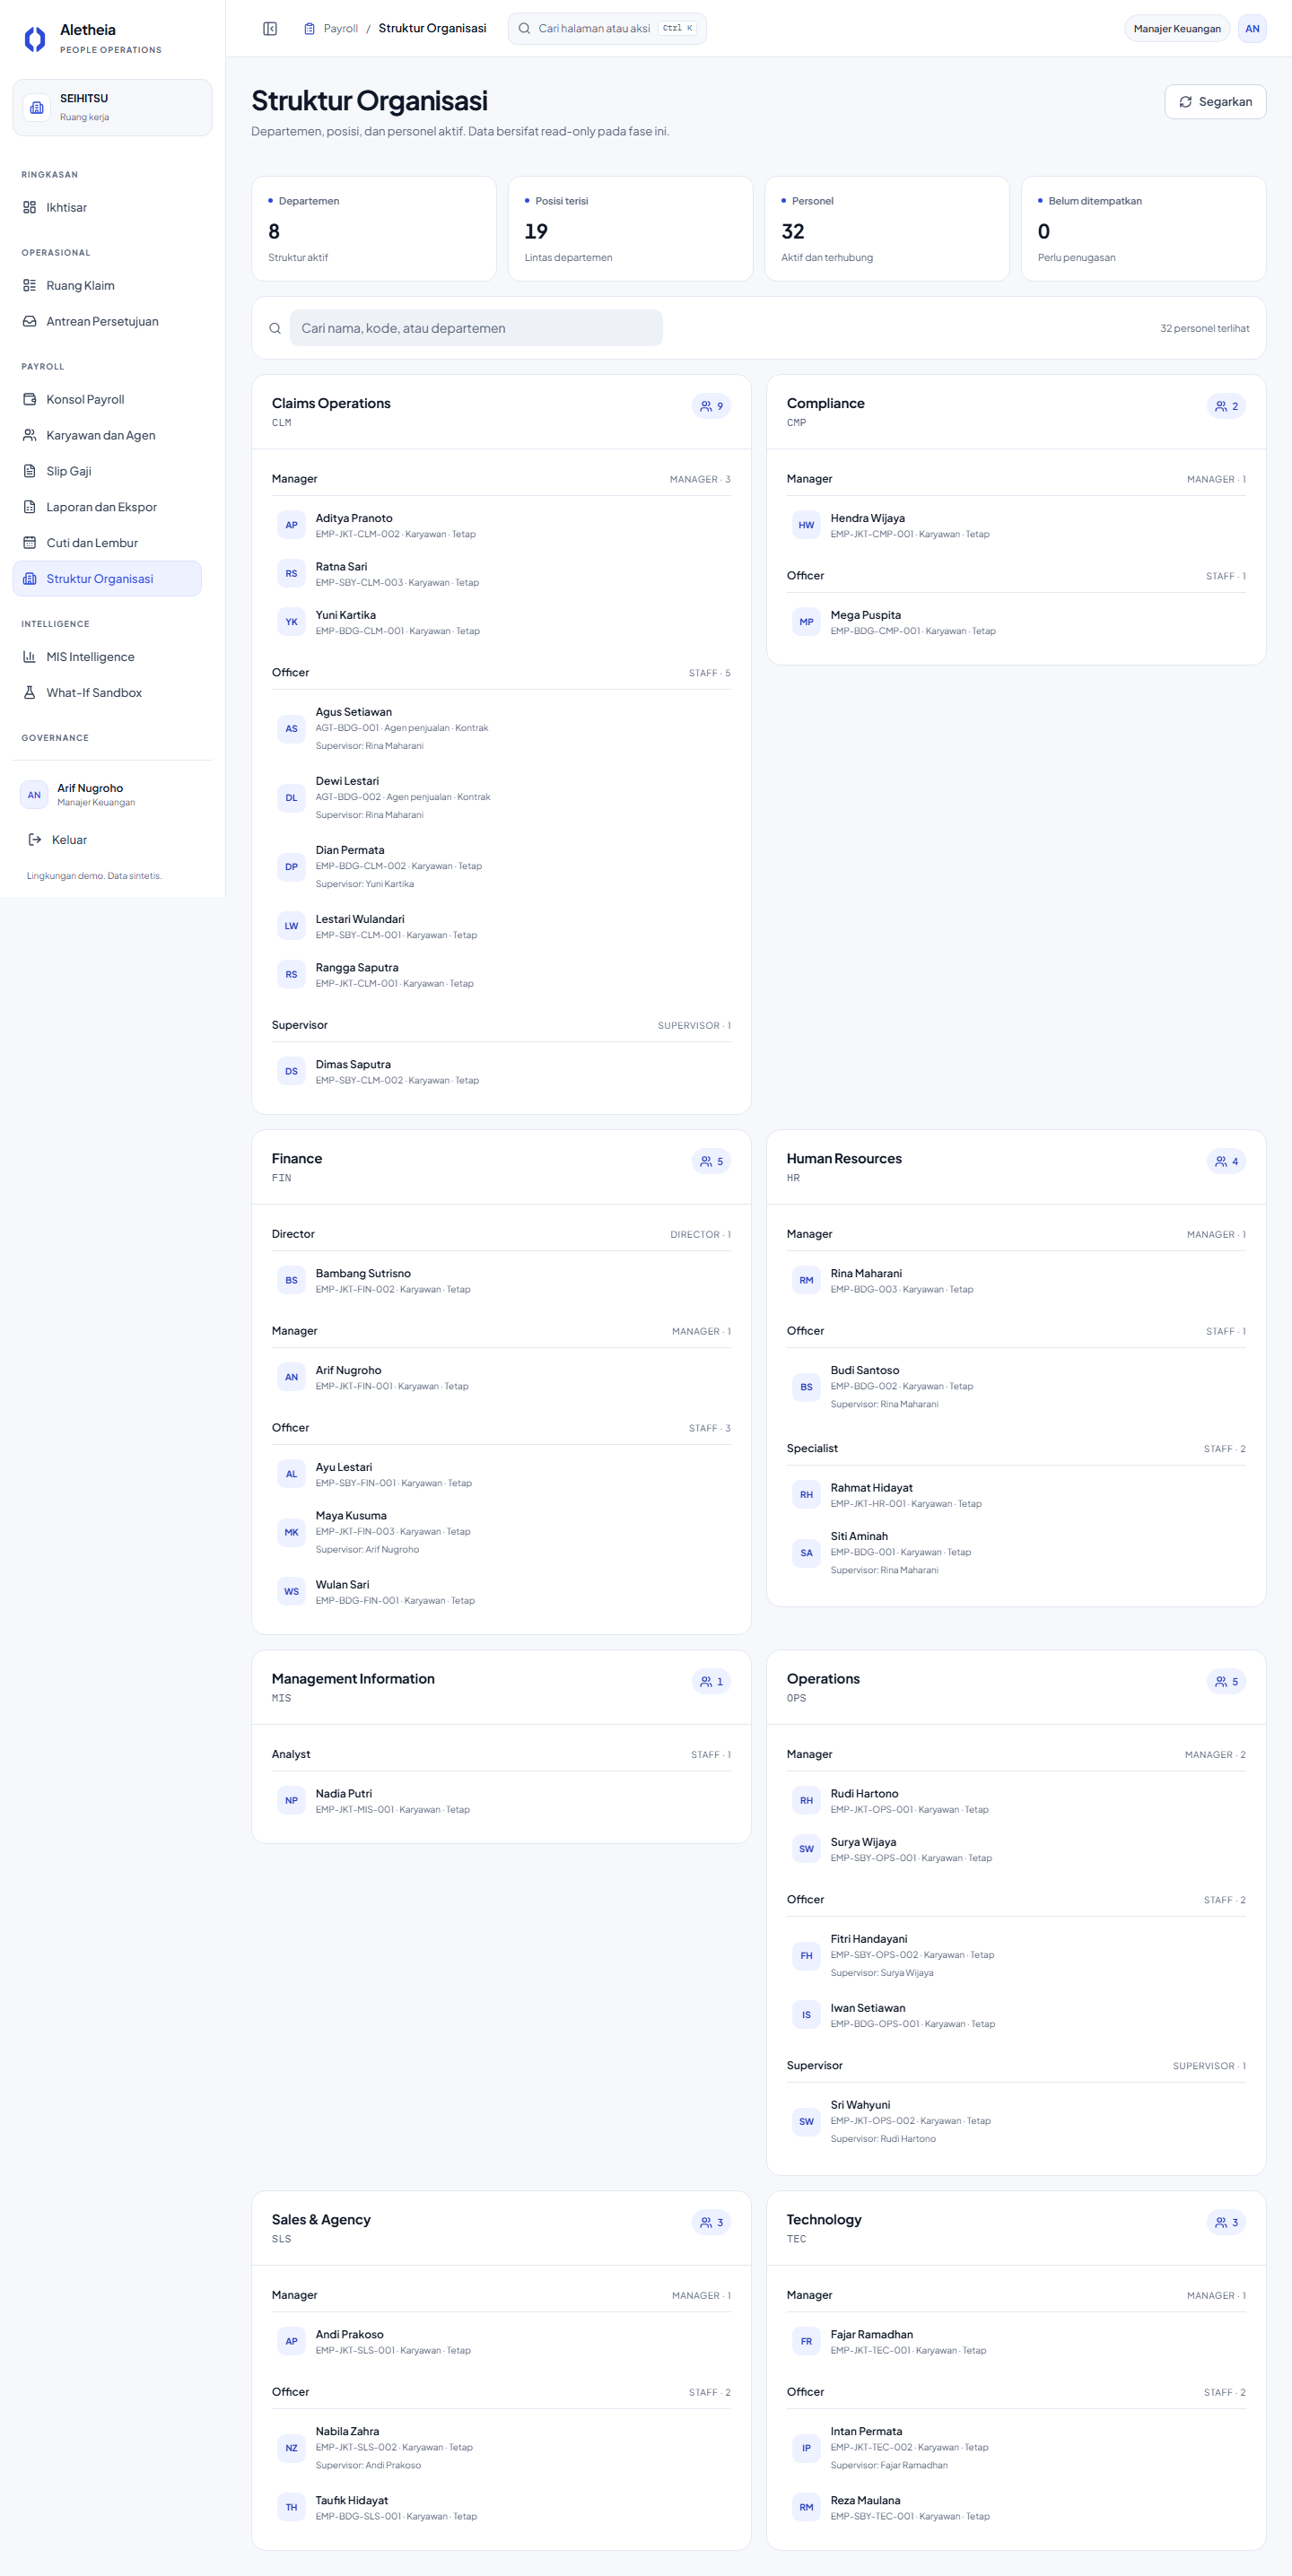 Aletheia
PEOPLE OPERATIONS
SEIHITSU
Ruang kerja
RINGKASAN
Ikhtisar
OPERASIONAL
Ruang Klaim
Antrean Persetujuan
PAYROLL
Konsol Payroll
Karyawan dan Agen
Slip Gaji
Laporan dan Ekspor
Cuti dan Lembur
Struktur Organisasi
INTELLIGENCE
MIS Intelligence
What-If Sandbox
GOVERNANCE
AN
Arif Nugroho
Manajer Keuangan
Keluar
Lingkungan demo. Data sintetis.
Payroll / Struktur Organisasi
Cari halaman atau aksi Ctrl K
Manajer Keuangan
AN
Struktur Organisasi
Departemen, posisi, dan personel aktif. Data bersifat read-only pada fase ini.
Segarkan
Departemen
8
Struktur aktif
Posisi terisi
19
Lintas departemen
Personel
32
Aktif dan terhubung
Belum ditempatkan
0
Perlu penugasan
Cari nama, kode, atau departemen
32 personel terlihat
Claims Operations
CLM
9
Manager MANAGER · 3
AP
Aditya Pranoto
EMP-JKT-CLM-002 · Karyawan · Tetap
RS
Ratna Sari
EMP-SBY-CLM-003 · Karyawan · Tetap
YK
Yuni Kartika
EMP-BDG-CLM-001 · Karyawan · Tetap
Officer STAFF · 5
AS
Agus Setiawan
AGT-BDG-001 · Agen penjualan · Kontrak
Supervisor: Rina Maharani
DL
Dewi Lestari
AGT-BDG-002 · Agen penjualan · Kontrak
Supervisor: Rina Maharani
DP
Dian Permata
EMP-BDG-CLM-002 · Karyawan · Tetap
Supervisor: Yuni Kartika
LW
Lestari Wulandari
EMP-SBY-CLM-001 · Karyawan · Tetap
RS
Rangga Saputra
EMP-JKT-CLM-001 · Karyawan · Tetap
Supervisor SUPERVISOR · 1
DS
Dimas Saputra
EMP-SBY-CLM-002 · Karyawan · Tetap
Compliance
CMP
2
Manager MANAGER · 1
HW
Hendra Wijaya
EMP-JKT-CMP-001 · Karyawan · Tetap
Officer STAFF · 1
MP
Mega Puspita
EMP-BDG-CMP-001 · Karyawan · Tetap
Finance
FIN
5
Director DIRECTOR · 1
BS
Bambang Sutrisno
EMP-JKT-FIN-002 · Karyawan · Tetap
Manager MANAGER · 1
AN
Arif Nugroho
EMP-JKT-FIN-001 · Karyawan · Tetap
Officer STAFF · 3
AL
Ayu Lestari
EMP-SBY-FIN-001 · Karyawan · Tetap
MK
Maya Kusuma
EMP-JKT-FIN-003 · Karyawan · Tetap
Supervisor: Arif Nugroho
WS
Wulan Sari
EMP-BDG-FIN-001 · Karyawan · Tetap
Human Resources
HR
4
Manager MANAGER · 1
RM
Rina Maharani
EMP-BDG-003 · Karyawan · Tetap
Officer STAFF · 1
BS
Budi Santoso
EMP-BDG-002 · Karyawan · Tetap
Supervisor: Rina Maharani
Specialist STAFF · 2
RH
Rahmat Hidayat
EMP-JKT-HR-001 · Karyawan · Tetap
SA
Siti Aminah
EMP-BDG-001 · Karyawan · Tetap
Supervisor: Rina Maharani
Management Information
MIS
1
Analyst STAFF · 1
NP
Nadia Putri
EMP-JKT-MIS-001 · Karyawan · Tetap
Operations
OPS
5
Manager MANAGER · 2
RH
Rudi Hartono
EMP-JKT-OPS-001 · Karyawan · Tetap
SW
Surya Wijaya
EMP-SBY-OPS-001 · Karyawan · Tetap
Officer STAFF · 2
FH
Fitri Handayani
EMP-SBY-OPS-002 · Karyawan · Tetap
Supervisor: Surya Wijaya
IS
Iwan Setiawan
EMP-BDG-OPS-001 · Karyawan · Tetap
Supervisor SUPERVISOR · 1
SW
Sri Wahyuni
EMP-JKT-OPS-002 · Karyawan · Tetap
Supervisor: Rudi Hartono
Sales & Agency
SLS
3
Manager MANAGER · 1
AP
Andi Prakoso
EMP-JKT-SLS-001 · Karyawan · Tetap
Officer STAFF · 2
NZ
Nabila Zahra
EMP-JKT-SLS-002 · Karyawan · Tetap
Supervisor: Andi Prakoso
TH
Taufik Hidayat
EMP-BDG-SLS-001 · Karyawan · Tetap
Technology
TEC
3
Manager MANAGER · 1
FR
Fajar Ramadhan
EMP-JKT-TEC-001 · Karyawan · Tetap
Officer STAFF · 2
IP
Intan Permata
EMP-JKT-TEC-002 · Karyawan · Tetap
Supervisor: Fajar Ramadhan
RM
Reza Maulana
EMP-SBY-TEC-001 · Karyawan · Tetap